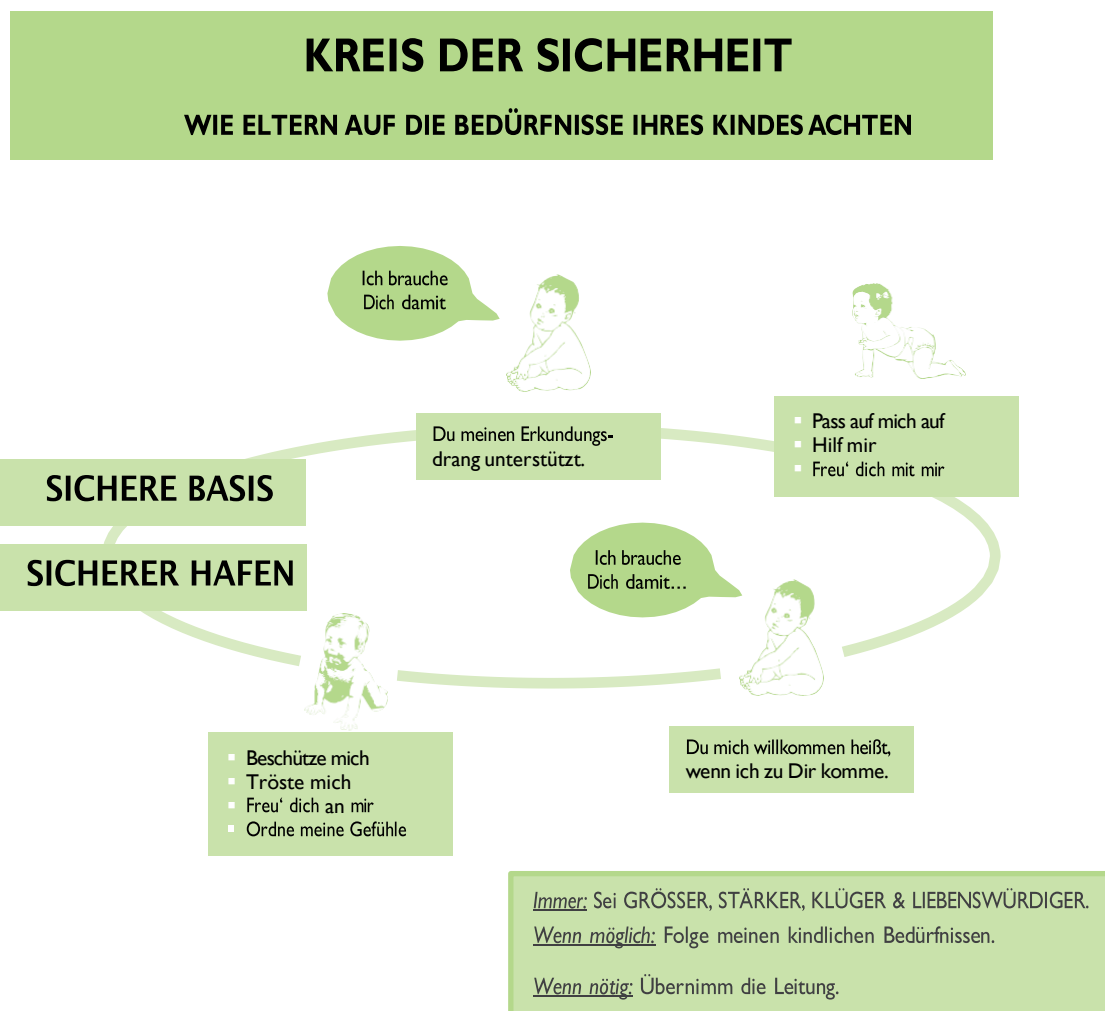 KREIS DER SICHERHEIT
WIE ELTERN AUF DIE BEDÜRFNISSE IHRES KINDES ACHTEN
Ich brauche
Dich damit
Du meinen Erkundungs-
drang unterstützt.
Pass auf mich auf
Hilf mir
Freu‘ dich mit mir
SICHERE BASIS
SICHERER HAFEN
Ich brauche
Dich damit…
Du mich willkommen heißt,
wenn ich zu Dir komme.
Beschütze mich
Tröste mich
Freu‘ dich an mir
Ordne meine Gefühle
Immer: Sei GRÖSSER, STÄRKER, KLÜGER & LIEBENSWÜRDIGER.
Wenn möglich: Folge meinen kindlichen Bedürfnissen.
Wenn nötig: Übernimm die Leitung.